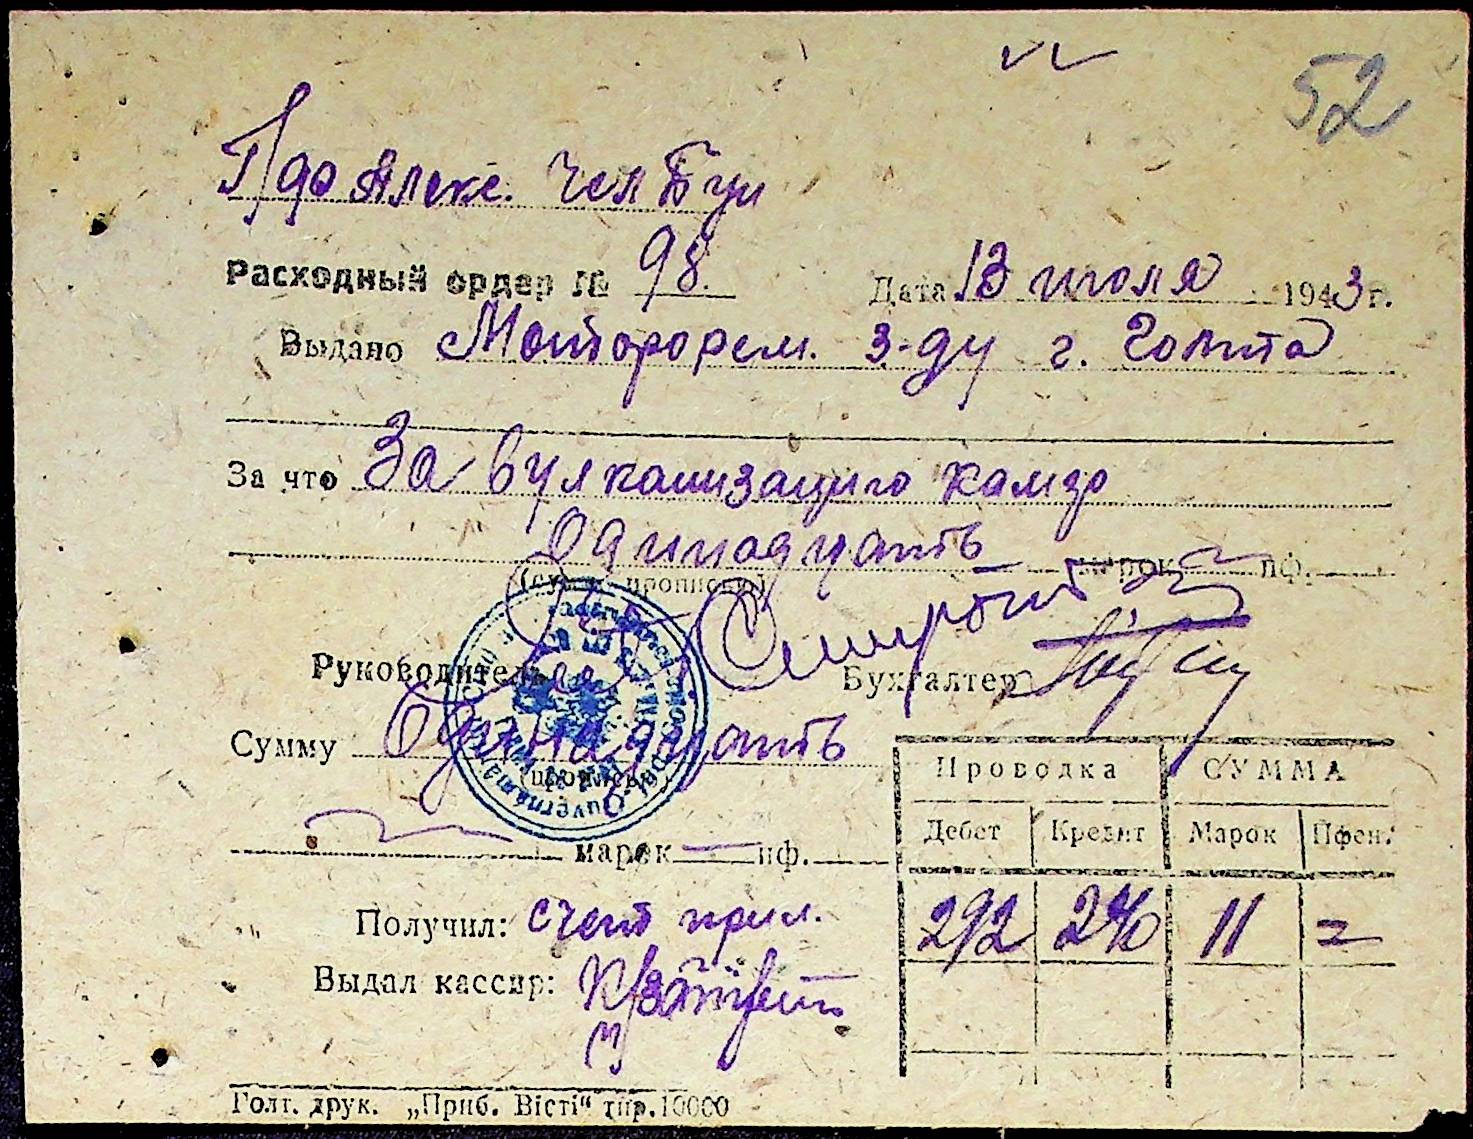 52
Алекс.
Расходный ордер № 98. Дата 13 июля 1943 г.
Выдано Моторорем. з-ду г. Голта
За что За вулканизацию камер
Одиннадцать марок — пф.
(сумма прописью)
Руководитель Бухгалтер
Сумму Одинадцать
(прописью)
марок — пф.
Проводка СУММА
Дебет Кредит Марок Пфен.
292 240 11 =
Получил: счет прил.
Выдал кассир:
Голт. друк. „Приб. Вісті“ тир. 10000